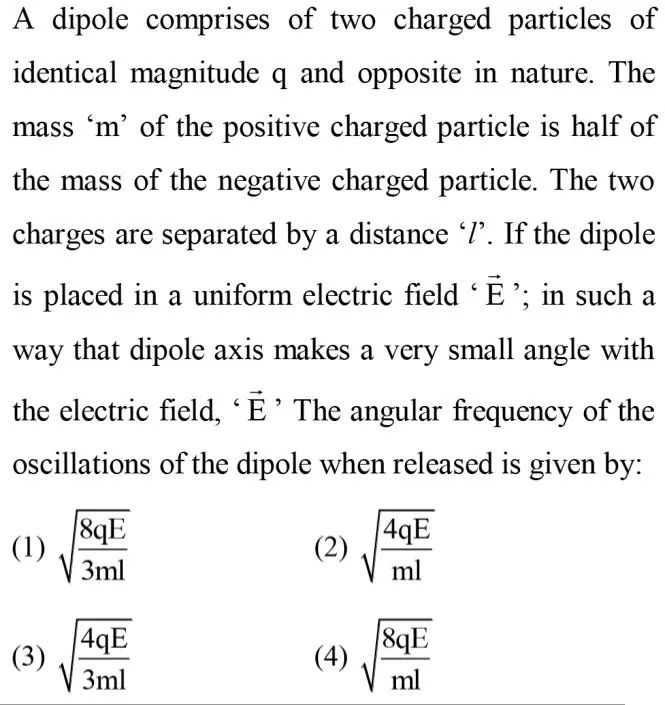 A dipole comprises of two charged particles of
identical magnitude q and opposite in nature. The
mass ‘m’ of the positive charged particle is half of
the mass of the negative charged particle. The two
charges are separated by a distance ‘l’. If the dipole
is placed in a uniform electric field ‘ E⃗ ’; in such a
way that dipole axis makes a very small angle with
the electric field, ‘ E⃗ ’ The angular frequency of the
oscillations of the dipole when released is given by:
(1) √(8qE/3ml) (2) √(4qE/ml)
(3) √(4qE/3ml) (4) √(8qE/ml)